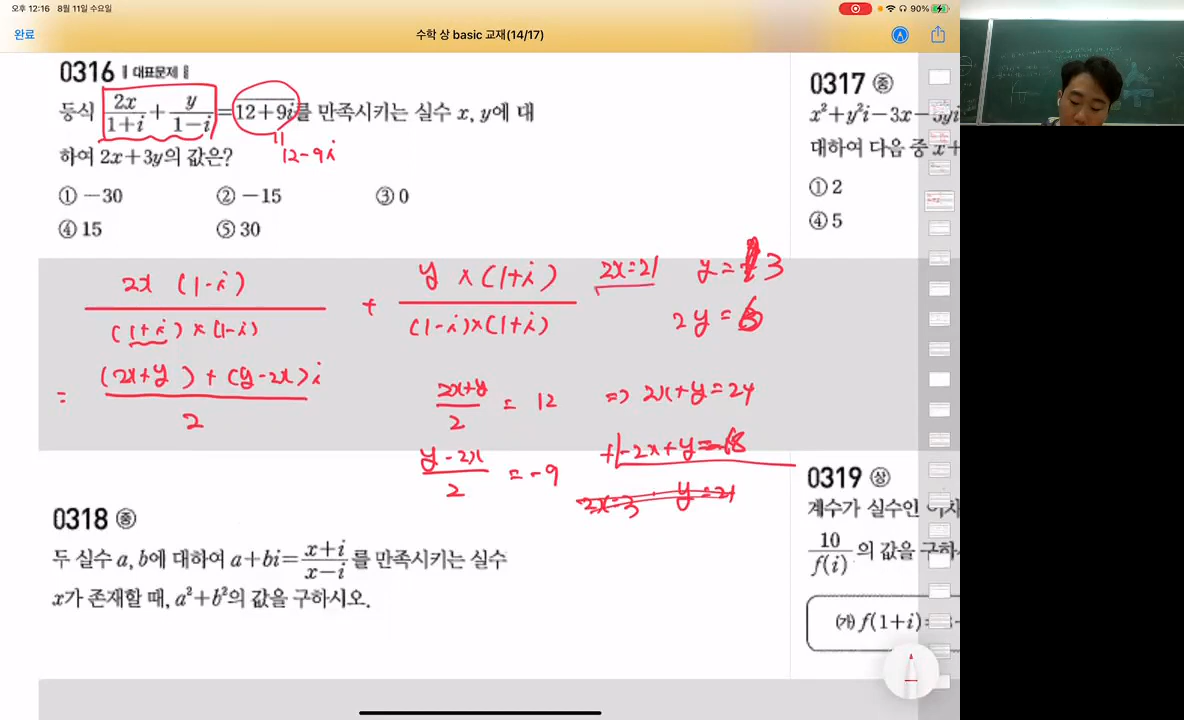 오후 12:16 8월 11일 수요일
90%
완료
수학 상 basic 교재(14/17)
0316 대표문제
등식 2x/1+i + y/1-i = 12+9i를 만족시키는 실수 x, y에 대
12-9i
하여 2x+3y의 값은?
① -30 ② -15 ③ 0
④ 15 ⑤ 30
2x (1-i) / (1+i)×(1-i) + y×(1+i) / (1-i)×(1+i)
= (2x+y)+(y-2x)i / 2
2x=21 y=3
2y=6
2x+y/2 = 12 => 2x+y=24
y-2x/2 = -9 +) -2x+y=-18
2x=3 y=21
0317 중
x²+y²i-3x-
대하여 다음 중 x+
① 2
④ 5
0318 중
두 실수 a, b에 대하여 a+bi= x+i/x-i 를 만족시키는 실수
x가 존재할 때, a²+b²의 값을 구하시오.
0319 상
계수가 실수인
10/f(i) 의 값을 구하
(가) f(1+i)=